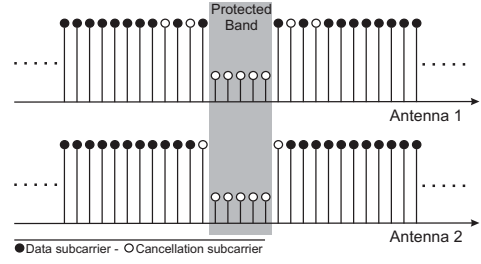 Protected
Band
Antenna 1
Antenna 2
Data subcarrier - Cancellation subcarrier